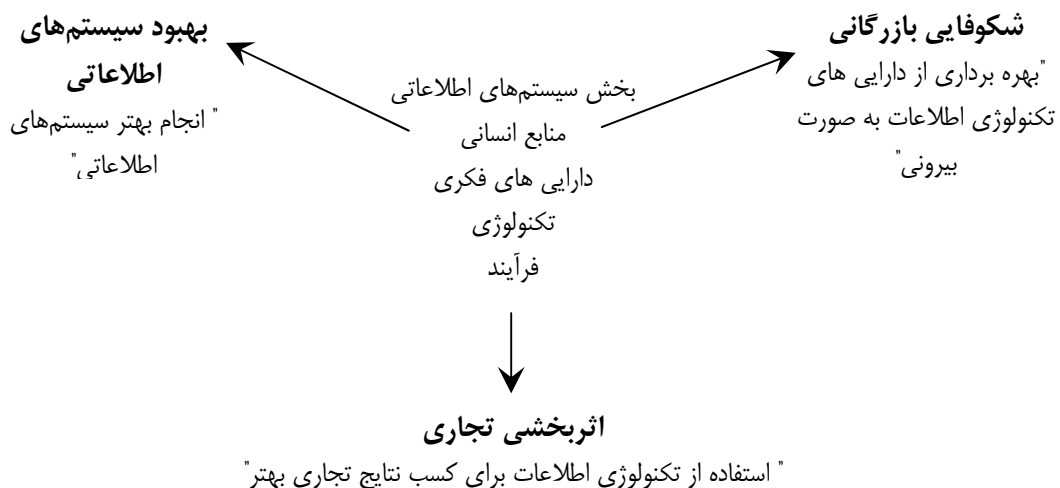 شکوفایی بازرگانی
"بهره برداری از دارایی های
تکنولوژی اطلاعات به صورت
بیرونی"
بهبود سیستم‌های
اطلاعاتی
" انجام بهتر سیستم‌های
اطلاعاتی"
بخش سیستم‌های اطلاعاتی
منابع انسانی
دارایی های فکری
تکنولوژی
فرآیند
اثربخشی تجاری
" استفاده از تکنولوژی اطلاعات برای کسب نتایج تجاری بهتر"